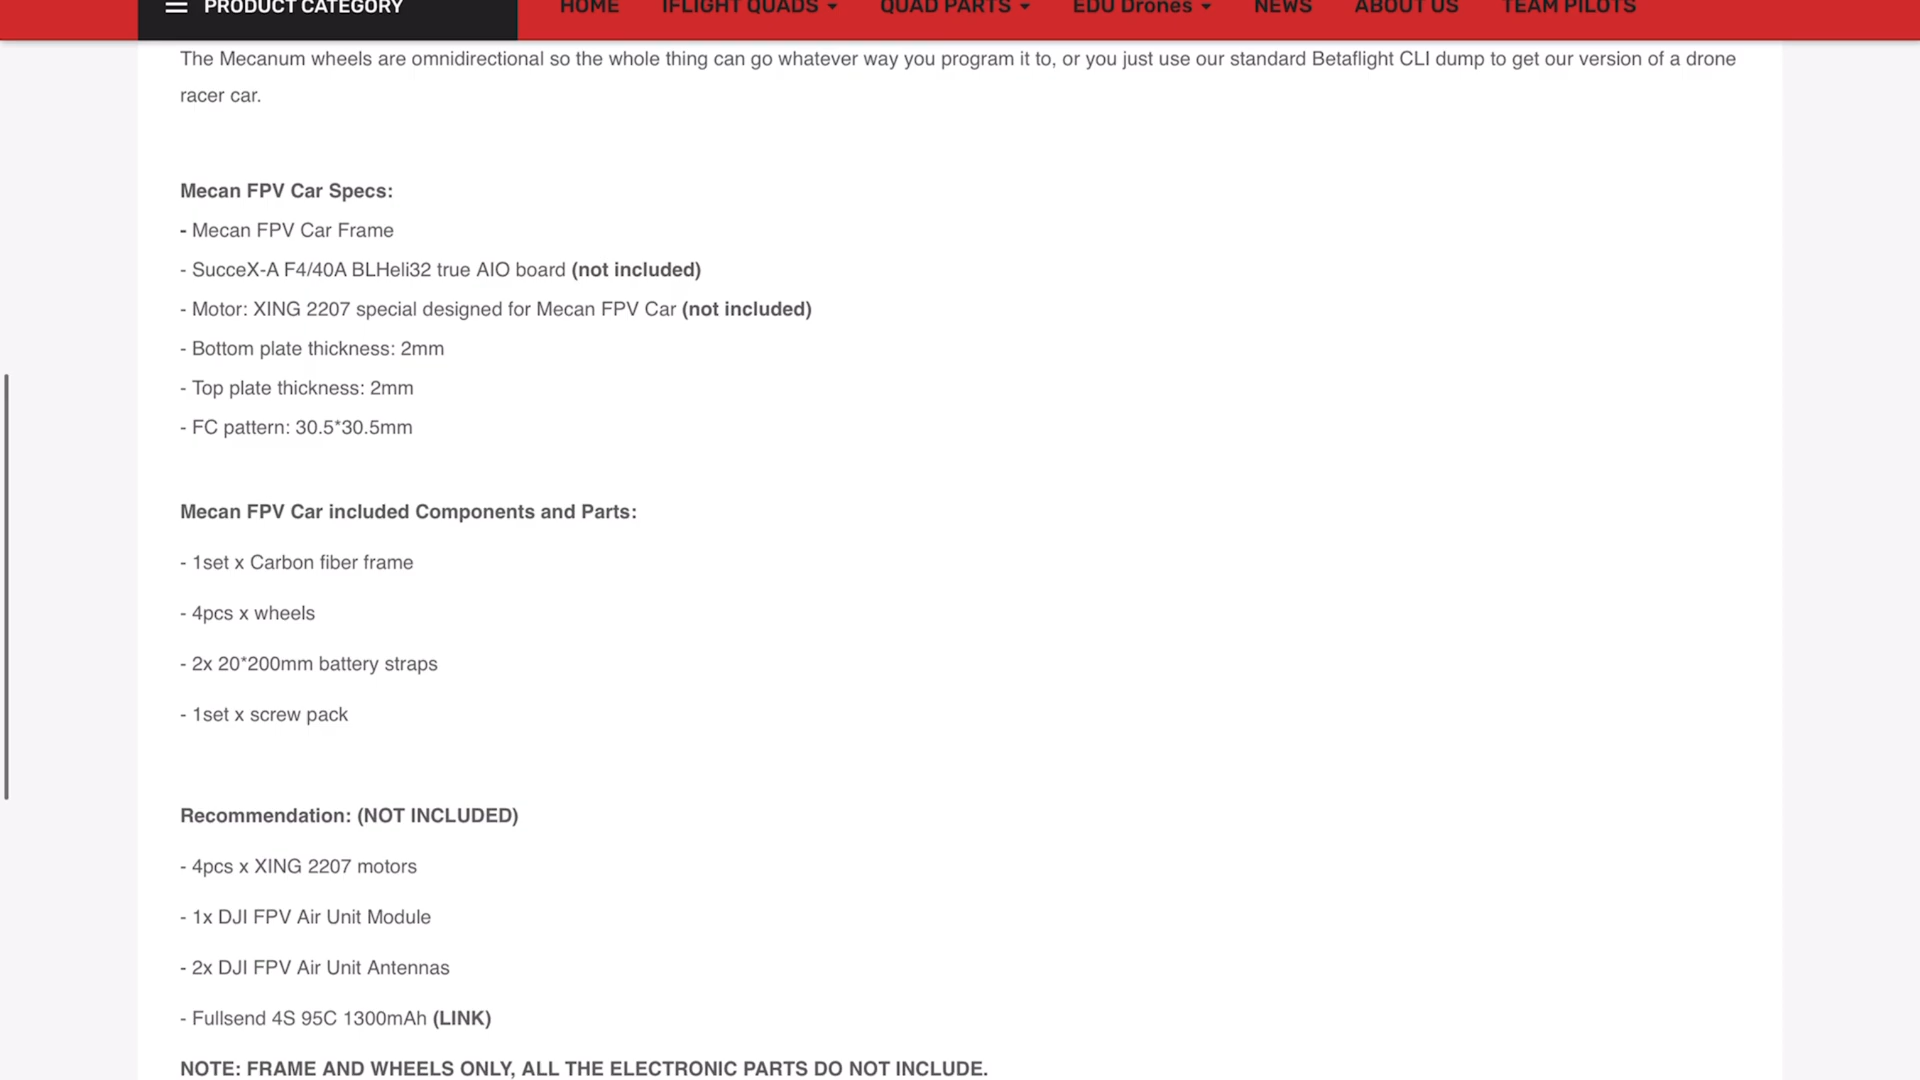 PRODUCT CATEGORY
HOME
IFLIGHT QUADS
QUAD PARTS
EDU Drones
NEWS
ABOUT US
TEAM PILOTS
The Mecanum wheels are omnidirectional so the whole thing can go whatever way you program it to, or you just use our standard Betaflight CLI dump to get our version of a drone
racer car.
Mecan FPV Car Specs:
- Mecan FPV Car Frame
- SucceX-A F4/40A BLHeli32 true AIO board (not included)
- Motor: XING 2207 special designed for Mecan FPV Car (not included)
- Bottom plate thickness: 2mm
- Top plate thickness: 2mm
- FC pattern: 30.5*30.5mm
Mecan FPV Car included Components and Parts:
- 1set x Carbon fiber frame
- 4pcs x wheels
- 2x 20*200mm battery straps
- 1set x screw pack
Recommendation: (NOT INCLUDED)
- 4pcs x XING 2207 motors
- 1x DJI FPV Air Unit Module
- 2x DJI FPV Air Unit Antennas
- Fullsend 4S 95C 1300mAh (LINK)
NOTE: FRAME AND WHEELS ONLY, ALL THE ELECTRONIC PARTS DO NOT INCLUDE.